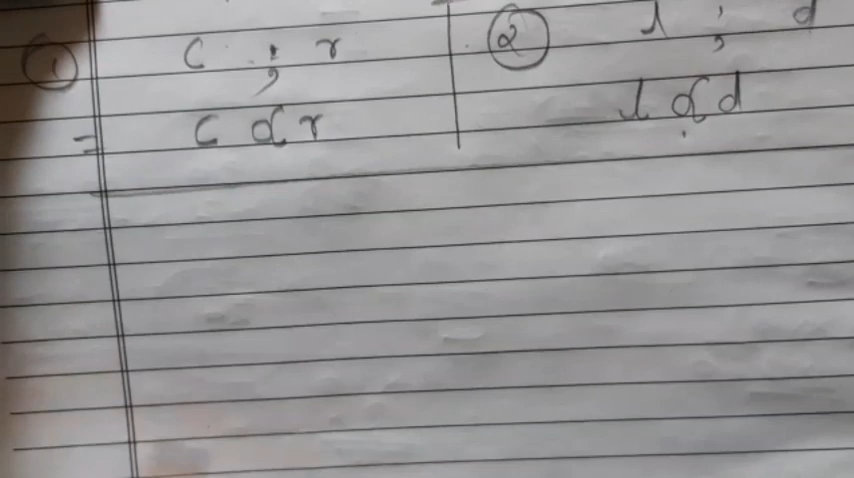 ① c ; r
= c ∝ r
② l ; d
l ∝ d